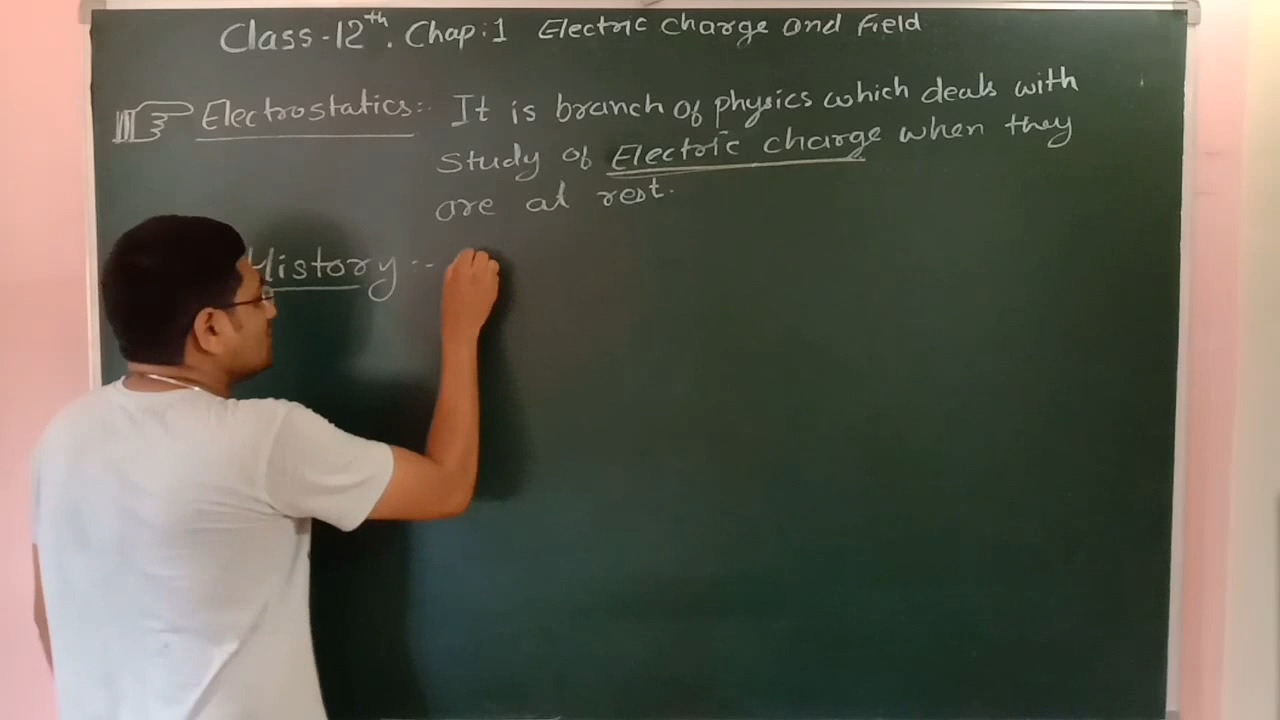 Class-12th. Chap:1 Electric Charge and Field
Electrostatics:- It is branch of physics which deals with
study of Electric charge when they
are at rest.
History :-